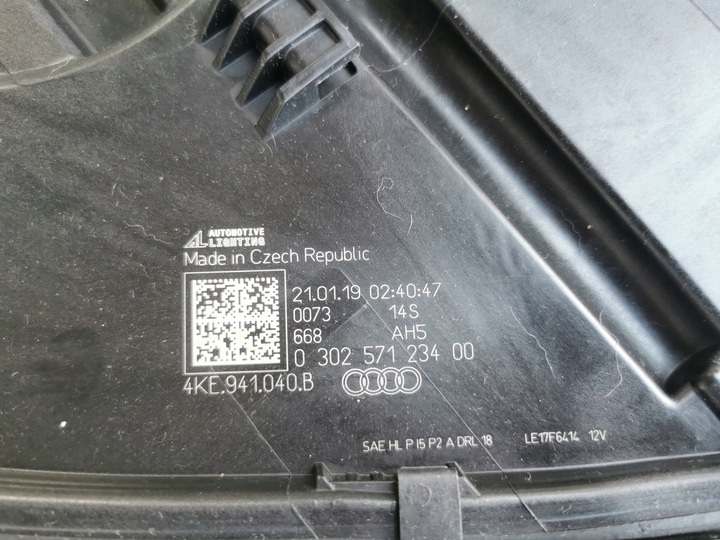 AL AUTOMOTIVE
LIGHTING
Made in Czech Republic
21.01.19 02:40:47
0073 14S
668 AH5
0 302 571 234 00
4KE.941.040.B
SAE HL P I5 P2 A DRL 18 LE17F6414 12V